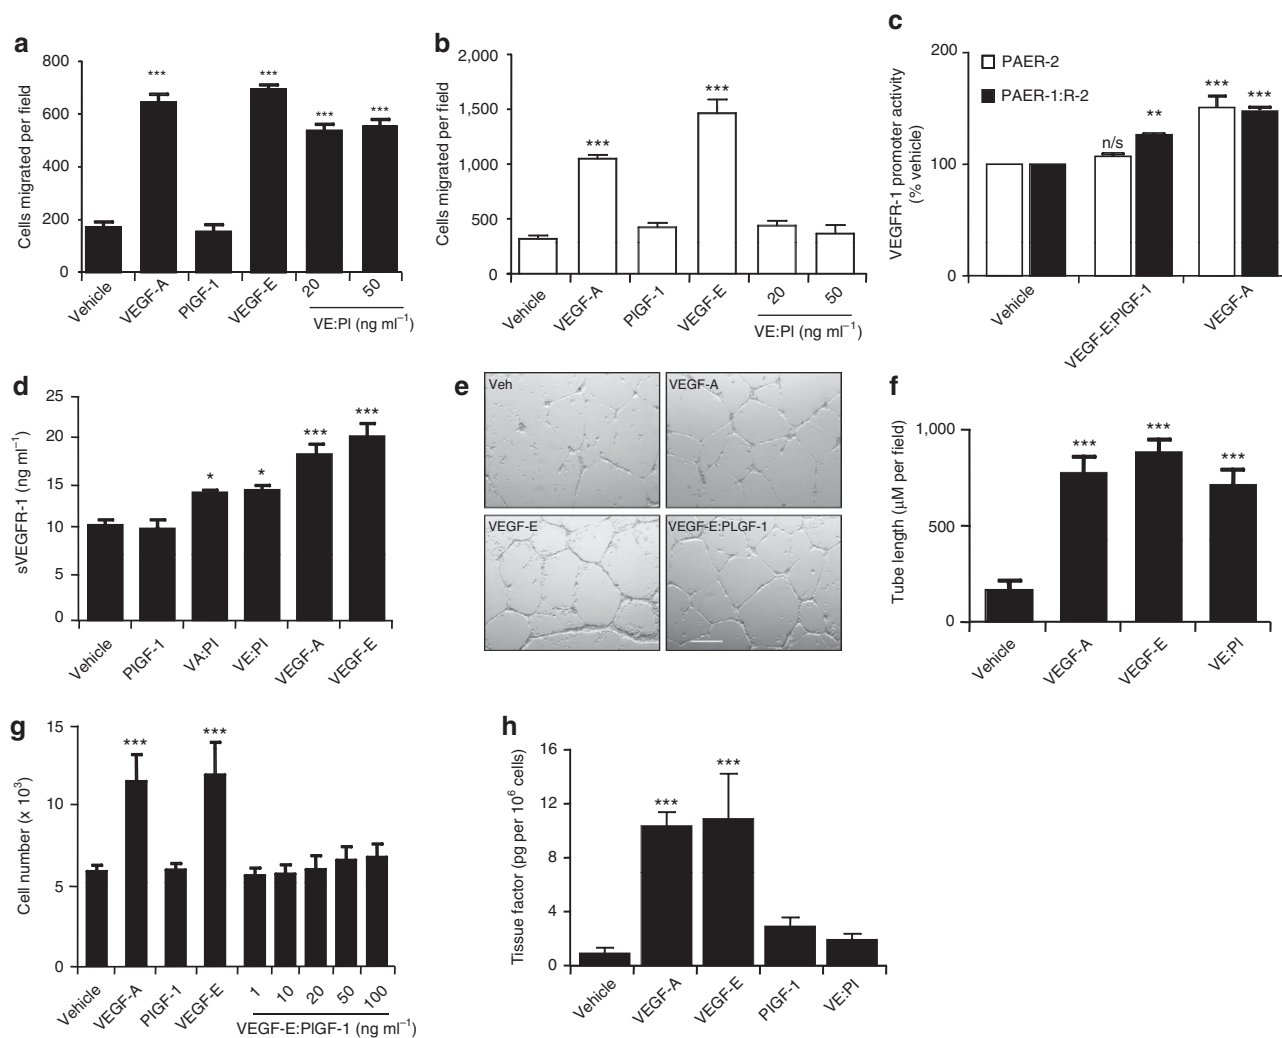 a
Cells migrated per field
800
600
400
200
0
***
***
***
***
Vehicle
VEGF-A
PlGF-1
VEGF-E
20
50
VE:Pl (ng ml⁻¹)
b
Cells migrated per field
2,000
1,500
1,000
500
0
***
***
Vehicle
VEGF-A
PlGF-1
VEGF-E
20
50
VE:Pl (ng ml⁻¹)
c
VEGFR-1 promoter activity
(% vehicle)
200
100
0
PAER-2
PAER-1:R-2
n/s
**
***
***
Vehicle
VEGF-E:PlGF-1
VEGF-A
d
sVEGFR-1 (ng ml⁻¹)
25
20
15
10
5
0
*
*
***
***
Vehicle
PlGF-1
VA:Pl
VE:Pl
VEGF-A
VEGF-E
e
Veh
VEGF-A
VEGF-E
VEGF-E:PLGF-1
f
Tube length (μM per field)
1,000
500
0
***
***
***
Vehicle
VEGF-A
VEGF-E
VE:Pl
g
Cell number (x 10³)
15
10
5
0
***
***
Vehicle
VEGF-A
PlGF-1
VEGF-E
1
10
20
50
100
VEGF-E:PlGF-1 (ng ml⁻¹)
h
Tissue factor (pg per 10⁶ cells)
16
12
8
4
0
***
***
Vehicle
VEGF-A
VEGF-E
PlGF-1
VE:Pl